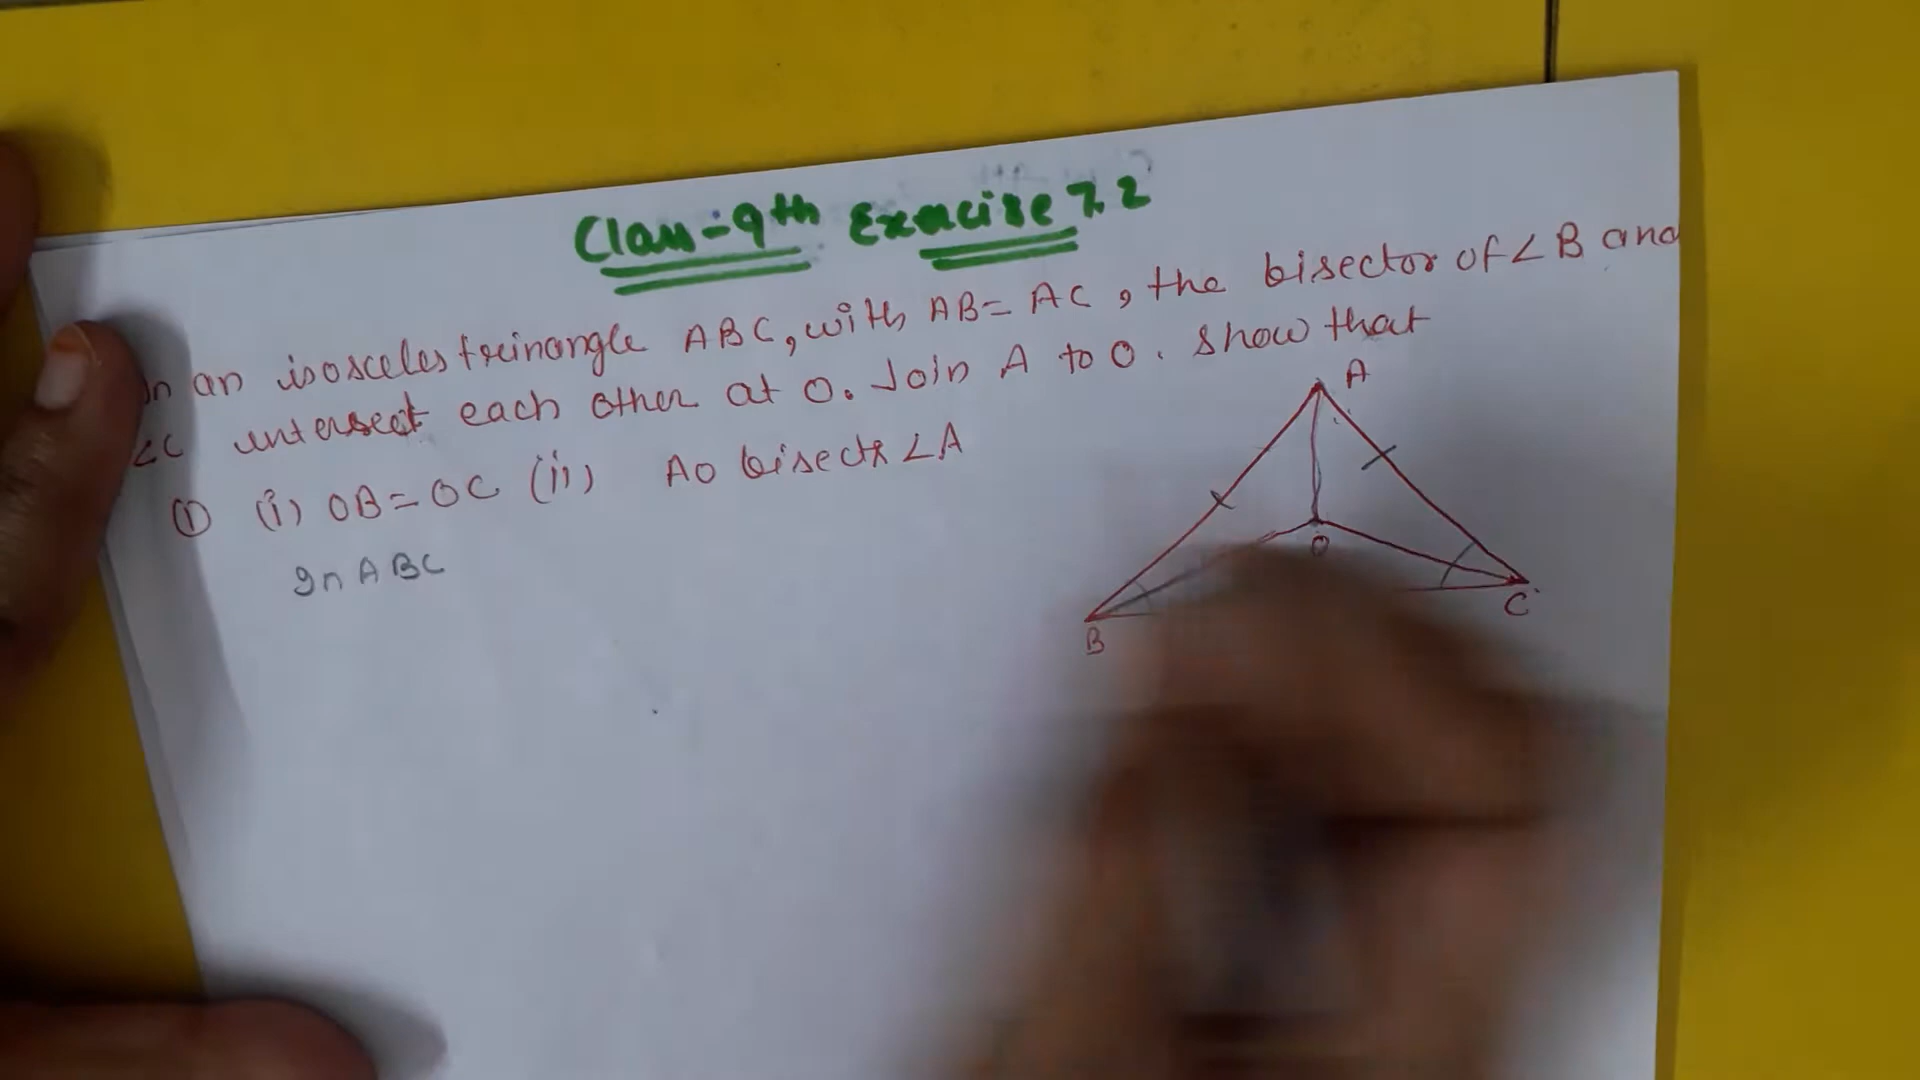 Class-9th Exercise 7.2
In an isosceles treinangle ABC, with AB= AC, the bisector of ∠B and
∠C intersect each other at O. Join A to O. show that
① (i) OB=OC (ii) AO bisects ∠A
In ABC
A
O
B
C